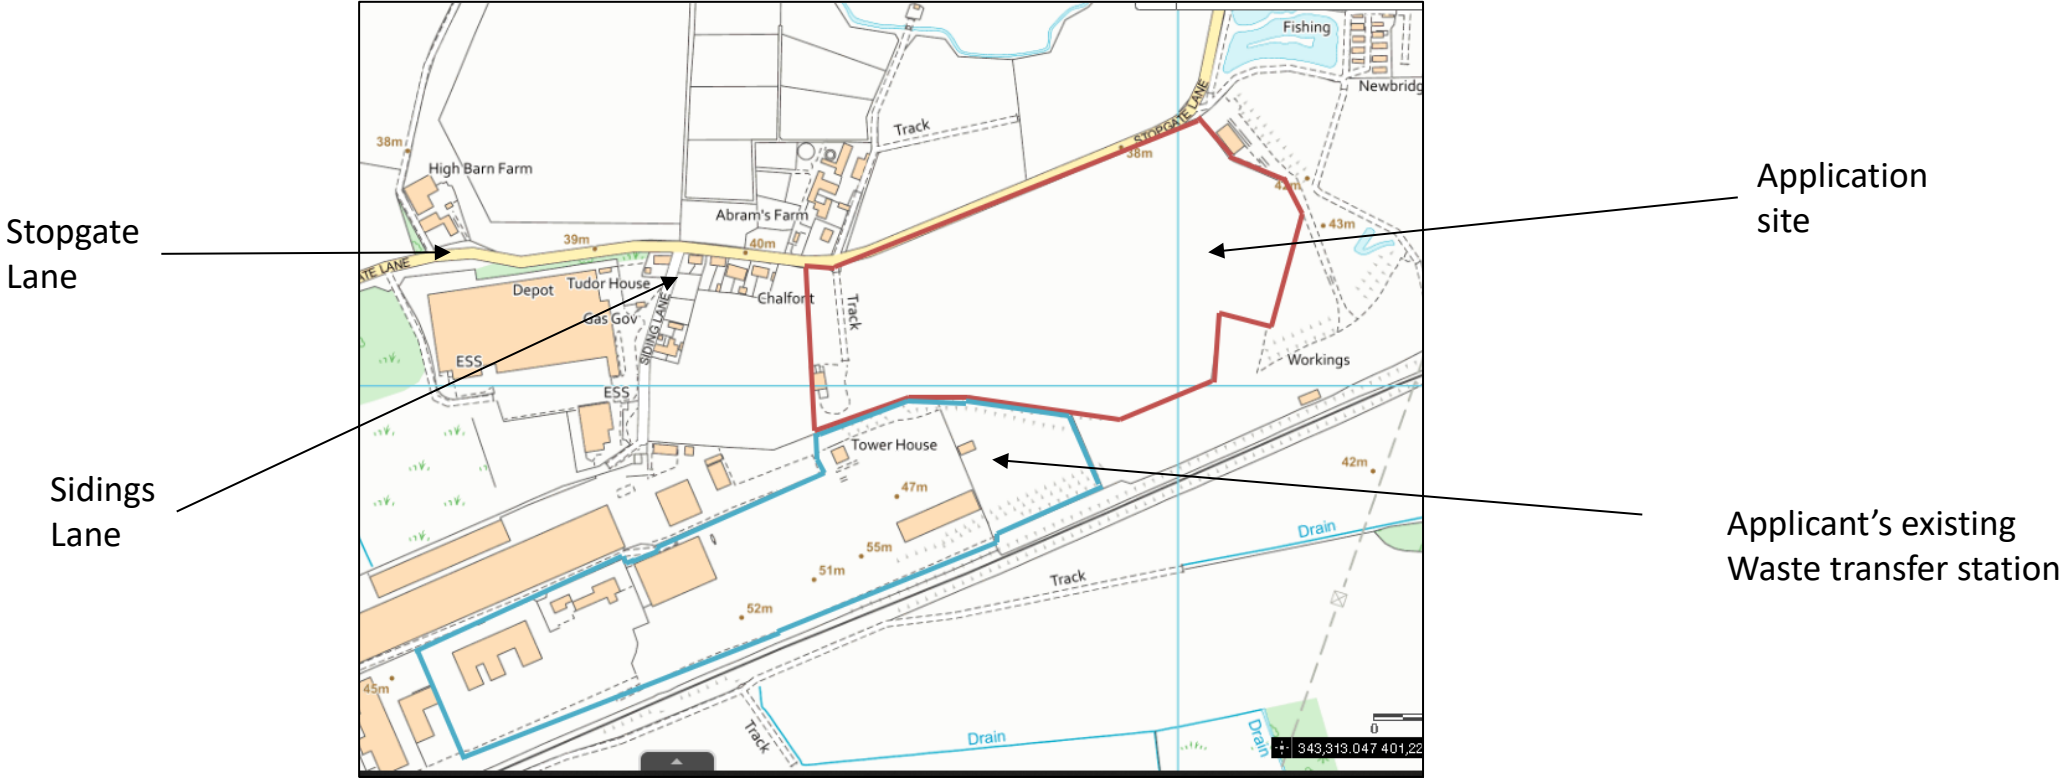 Fishing
Newbridg
STOPGATE LANE
38m
Track
38m
High Barn Farm
42m
Application
site
Abram's Farm
43m
Stopgate
Lane
39m
40m
TE LANE
Depot
Tudor House
Chalfont
Track
Gas Gov
SIDING LANE
ESS
Workings
ESS
Tower House
42m
Sidings
Lane
47m
Applicant's existing
Waste transfer station
Drain
55m
51m
Track
52m
45m
Track
Drain
Drain
0
343,313.047 401,22